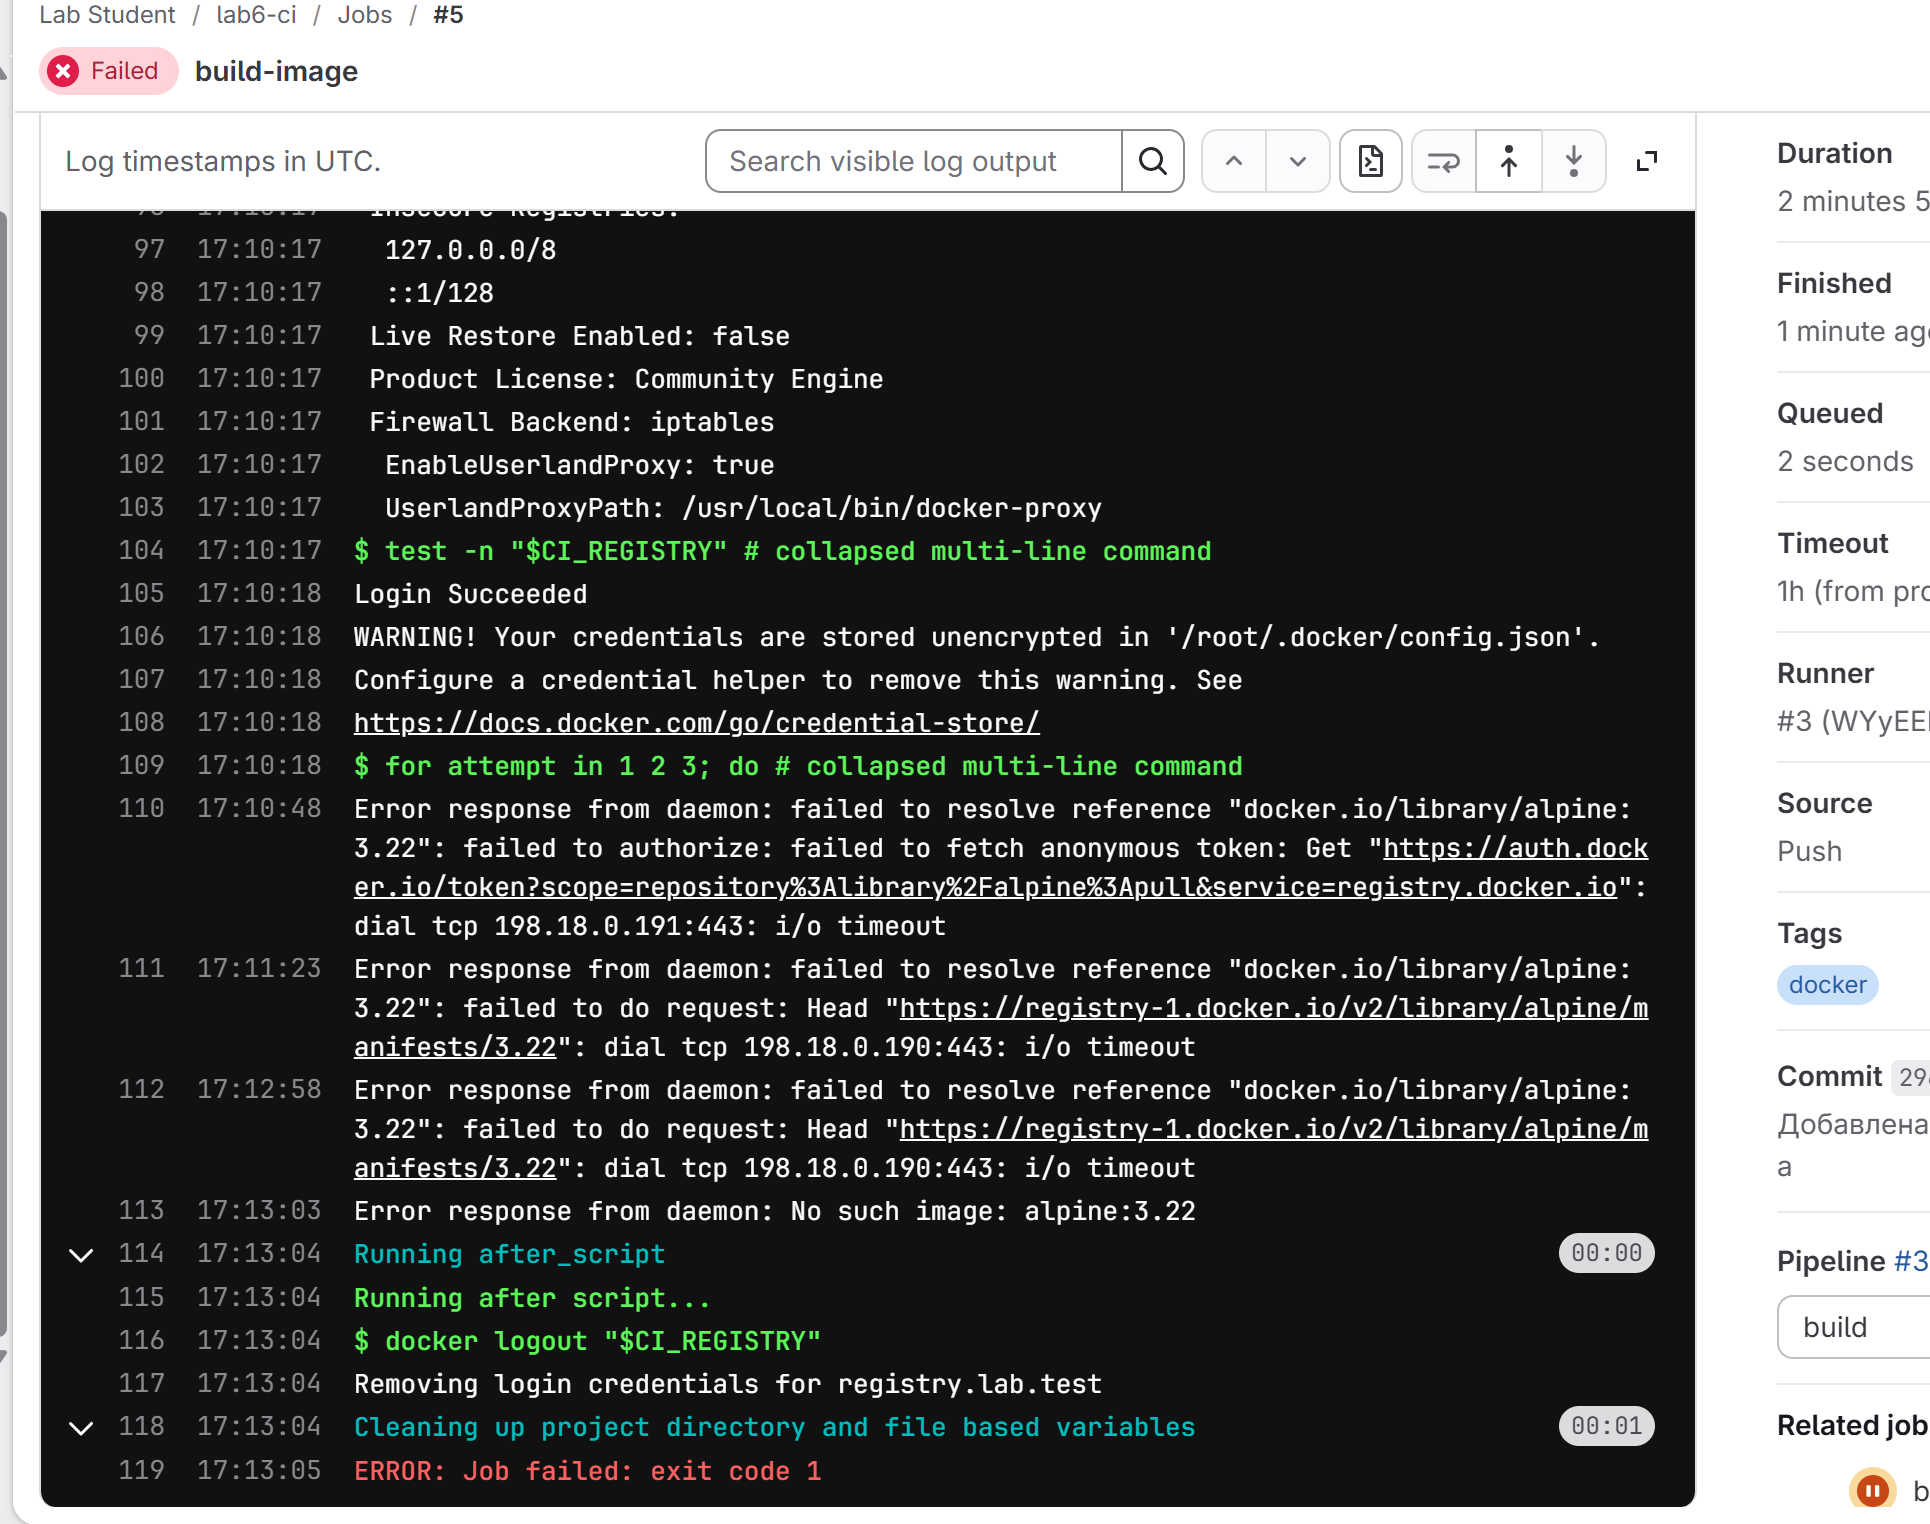 Lab Student / lab6-ci / Jobs / #5
Failed build-image
Log timestamps in UTC.
Search visible log output
97 17:10:17 127.0.0.0/8
98 17:10:17 ::1/128
99 17:10:17 Live Restore Enabled: false
100 17:10:17 Product License: Community Engine
101 17:10:17 Firewall Backend: iptables
102 17:10:17 EnableUserlandProxy: true
103 17:10:17 UserlandProxyPath: /usr/local/bin/docker-proxy
104 17:10:17 $ test -n "$CI_REGISTRY" # collapsed multi-line command
105 17:10:18 Login Succeeded
106 17:10:18 WARNING! Your credentials are stored unencrypted in '/root/.docker/config.json'.
107 17:10:18 Configure a credential helper to remove this warning. See
108 17:10:18 https://docs.docker.com/go/credential-store/
109 17:10:18 $ for attempt in 1 2 3; do # collapsed multi-line command
110 17:10:48 Error response from daemon: failed to resolve reference "docker.io/library/alpine:
3.22": failed to authorize: failed to fetch anonymous token: Get "https://auth.dock
er.io/token?scope=repository%3Alibrary%2Falpine%3Apull&service=registry.docker.io":
dial tcp 198.18.0.191:443: i/o timeout
111 17:11:23 Error response from daemon: failed to resolve reference "docker.io/library/alpine:
3.22": failed to do request: Head "https://registry-1.docker.io/v2/library/alpine/m
anifests/3.22": dial tcp 198.18.0.190:443: i/o timeout
112 17:12:58 Error response from daemon: failed to resolve reference "docker.io/library/alpine:
3.22": failed to do request: Head "https://registry-1.docker.io/v2/library/alpine/m
anifests/3.22": dial tcp 198.18.0.190:443: i/o timeout
113 17:13:03 Error response from daemon: No such image: alpine:3.22
114 17:13:04 Running after_script 00:00
115 17:13:04 Running after script...
116 17:13:04 $ docker logout "$CI_REGISTRY"
117 17:13:04 Removing login credentials for registry.lab.test
118 17:13:04 Cleaning up project directory and file based variables 00:01
119 17:13:05 ERROR: Job failed: exit code 1
Duration
2 minutes 5
Finished
1 minute ag
Queued
2 seconds
Timeout
1h (from pro
Runner
#3 (WYyEE
Source
Push
Tags
docker
Commit 29
Добавлена
а
Pipeline #3
build
Related job
b